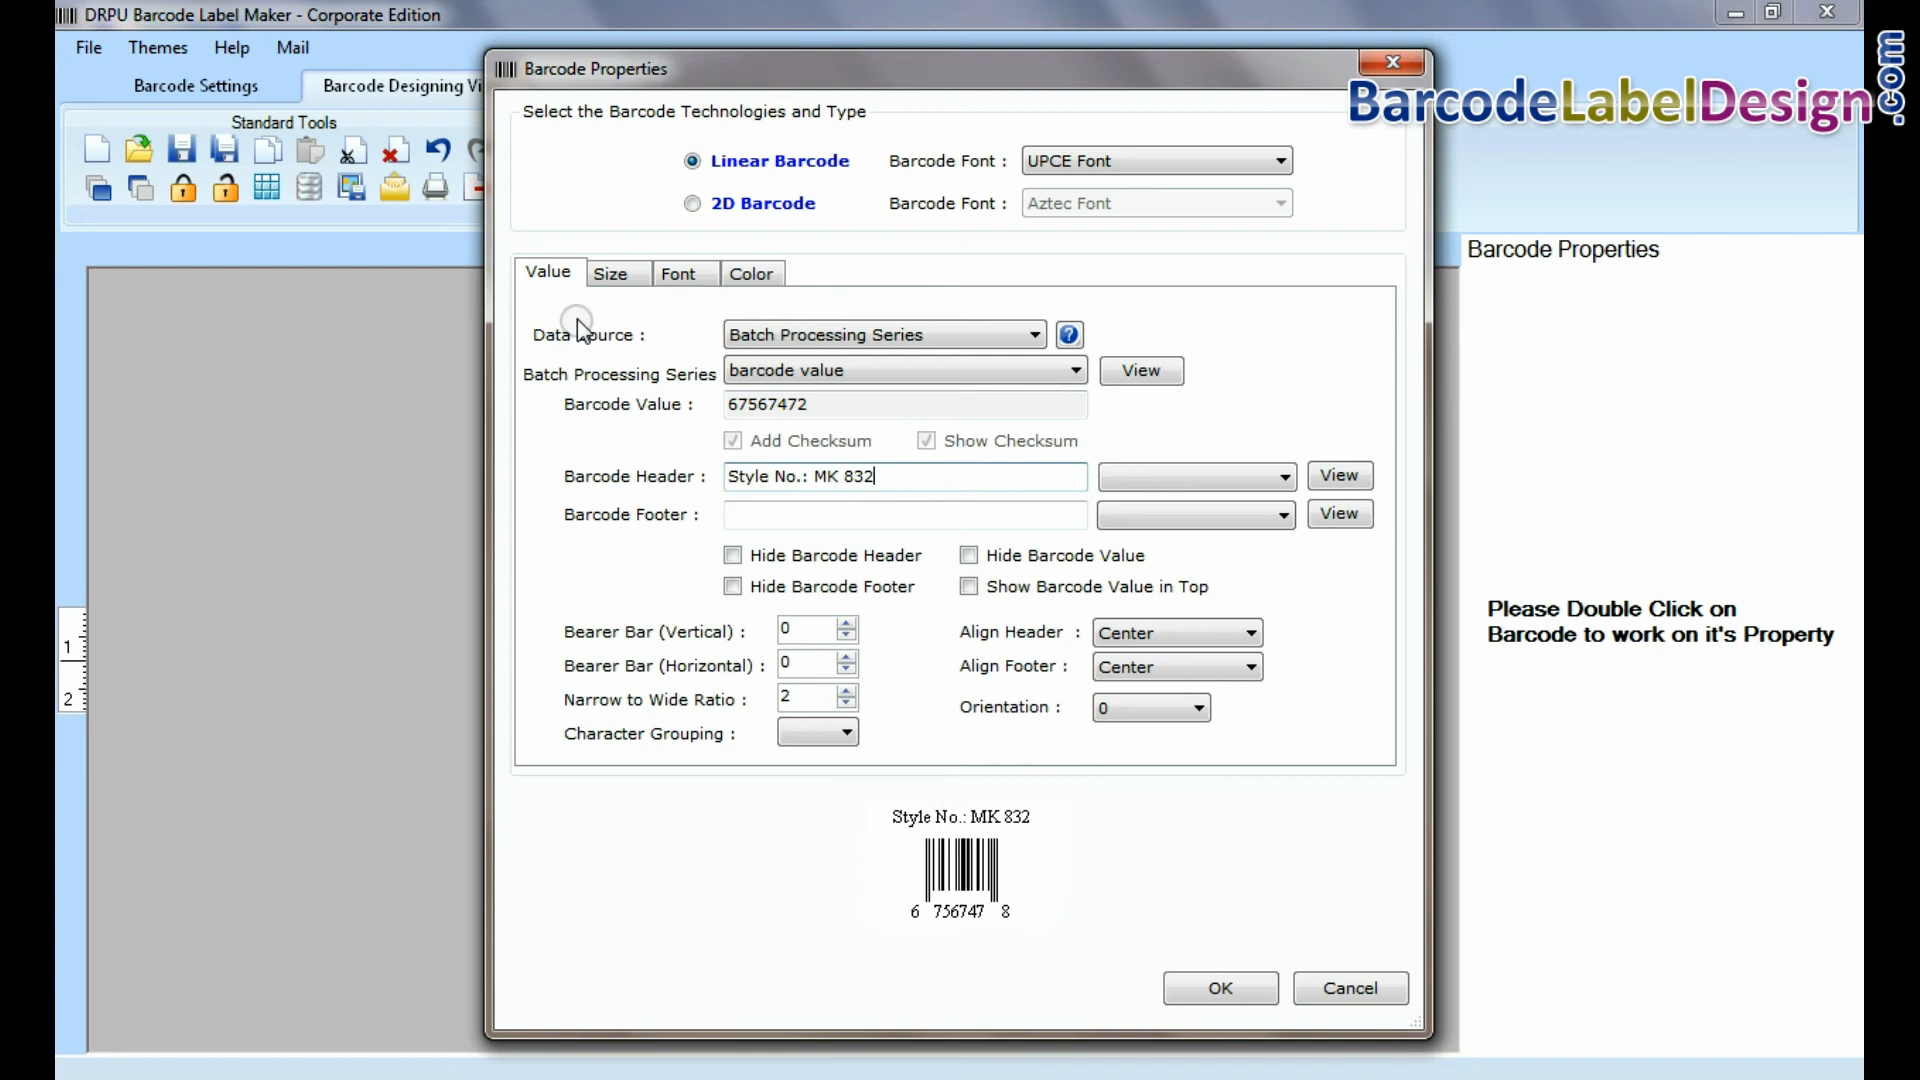 DRPU Barcode Label Maker - Corporate Edition
File Themes Help Mail
Barcode Settings Barcode Designing Vi
Standard Tools
Barcode Properties
BarcodeLabelDesign.com
Select the Barcode Technologies and Type
Linear Barcode Barcode Font : UPCE Font
2D Barcode Barcode Font : Aztec Font
Barcode Properties
Value Size Font Color
Data Source : Batch Processing Series
Batch Processing Series barcode value View
Barcode Value : 67567472
Add Checksum Show Checksum
Barcode Header : Style No.: MK 832 View
Barcode Footer : View
Hide Barcode Header Hide Barcode Value
Hide Barcode Footer Show Barcode Value in Top
Bearer Bar (Vertical) : 0 Align Header : Center
Bearer Bar (Horizontal) : 0 Align Footer : Center
Narrow to Wide Ratio : 2 Orientation : 0
Character Grouping :
1
2
Please Double Click on
Barcode to work on it's Property
Style No.: MK 832
6 756747 8
OK Cancel